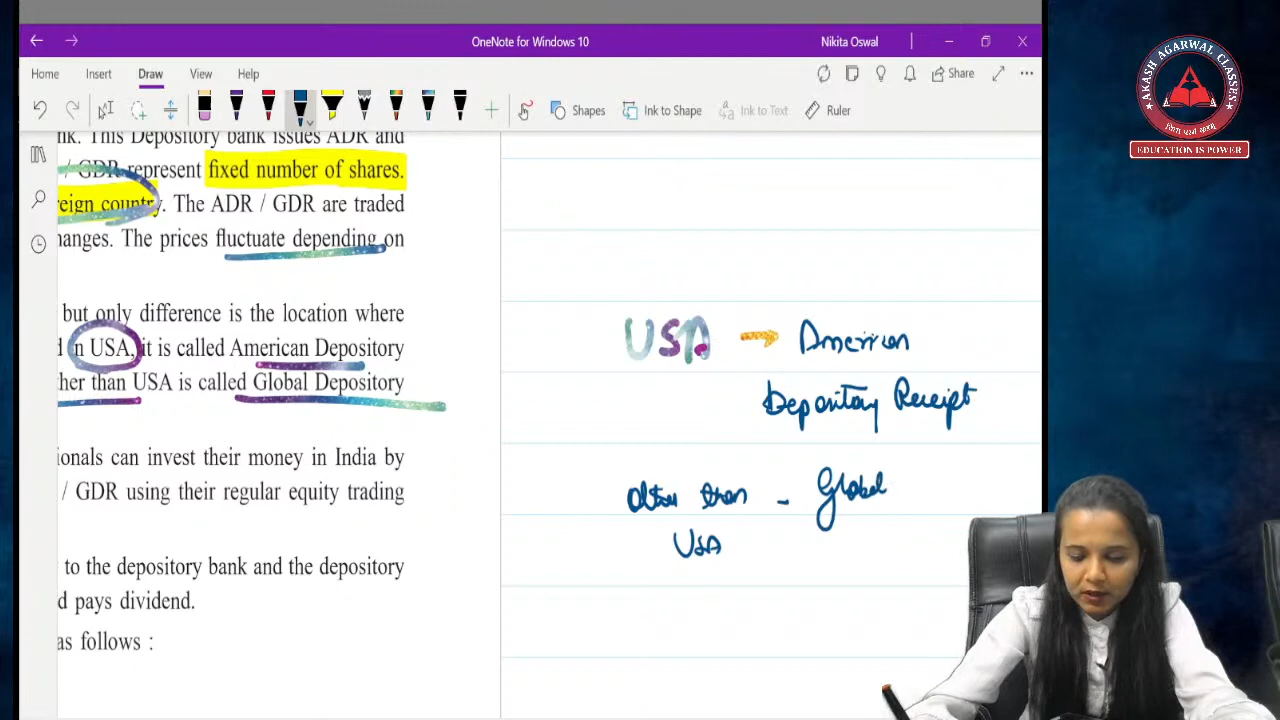 OneNote for Windows 10
Nikita Oswal
Home Insert Draw View Help
Share
Shapes Ink to Shape Ink to Text Ruler
nk. This Depository bank issues ADR and
/ GDR represent fixed number of shares.
reign country. The ADR / GDR are traded
hanges. The prices fluctuate depending on
but only difference is the location where
d in USA, it is called American Depository
ther than USA is called Global Depository
ionals can invest their money in India by
/ GDR using their regular equity trading
to the depository bank and the depository
d pays dividend.
as follows :
USA → American
Depository Receipt
other than - Global
USA
AKASH AGARWAL CLASSES
EDUCATION IS POWER